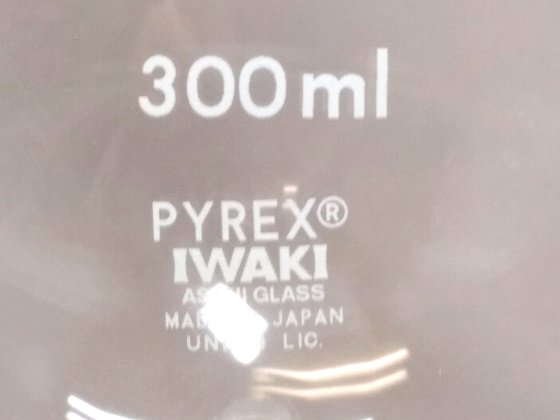 300 ml
PYREX®
IWAKI
GLASS
JAPAN
LIC.